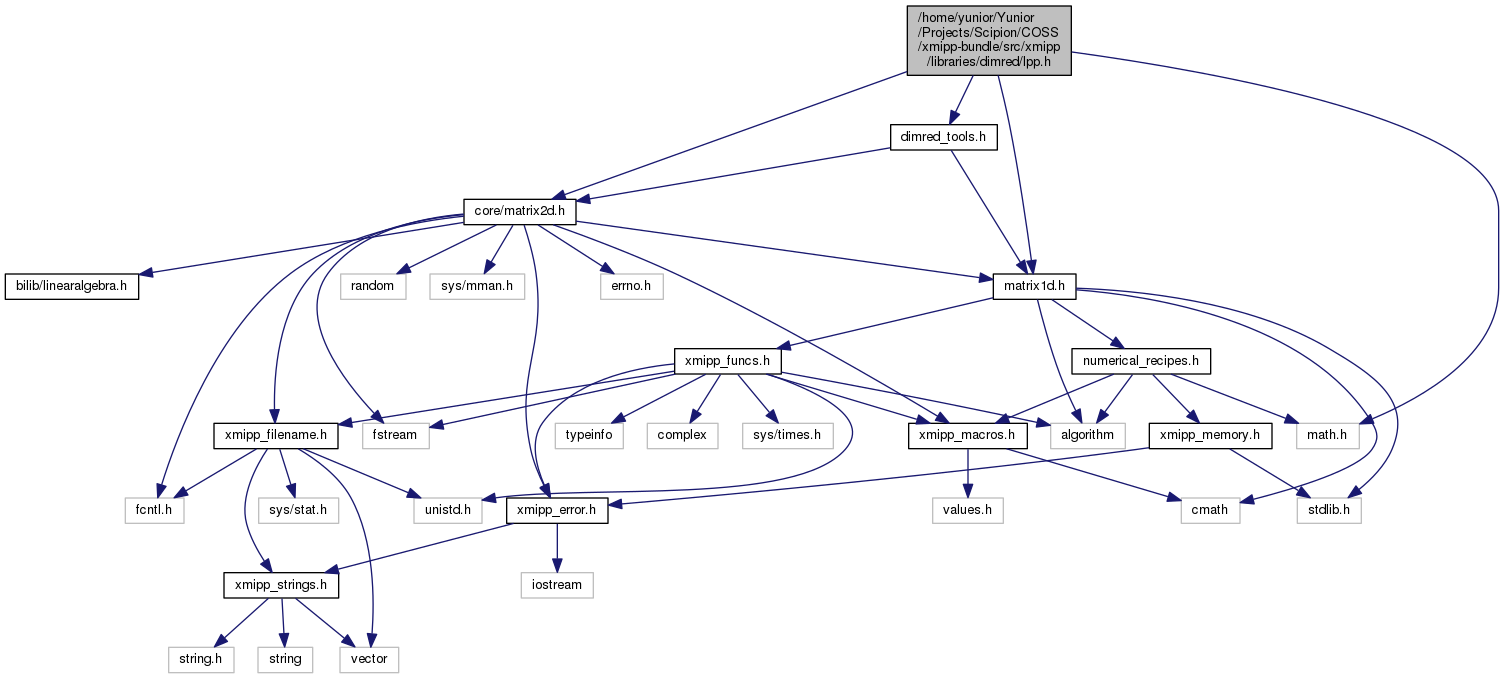 /home/yunior/Yunior
/Projects/Scipion/COSS
/xmipp-bundle/src/xmipp
/libraries/dimred/lpp.h
dimred_tools.h
core/matrix2d.h
bilib/linearalgebra.h
random
sys/mman.h
errno.h
matrix1d.h
xmipp_funcs.h
numerical_recipes.h
xmipp_filename.h
fstream
typeinfo
complex
sys/times.h
xmipp_macros.h
algorithm
xmipp_memory.h
math.h
fcntl.h
sys/stat.h
unistd.h
xmipp_error.h
values.h
cmath
stdlib.h
xmipp_strings.h
iostream
string.h
string
vector